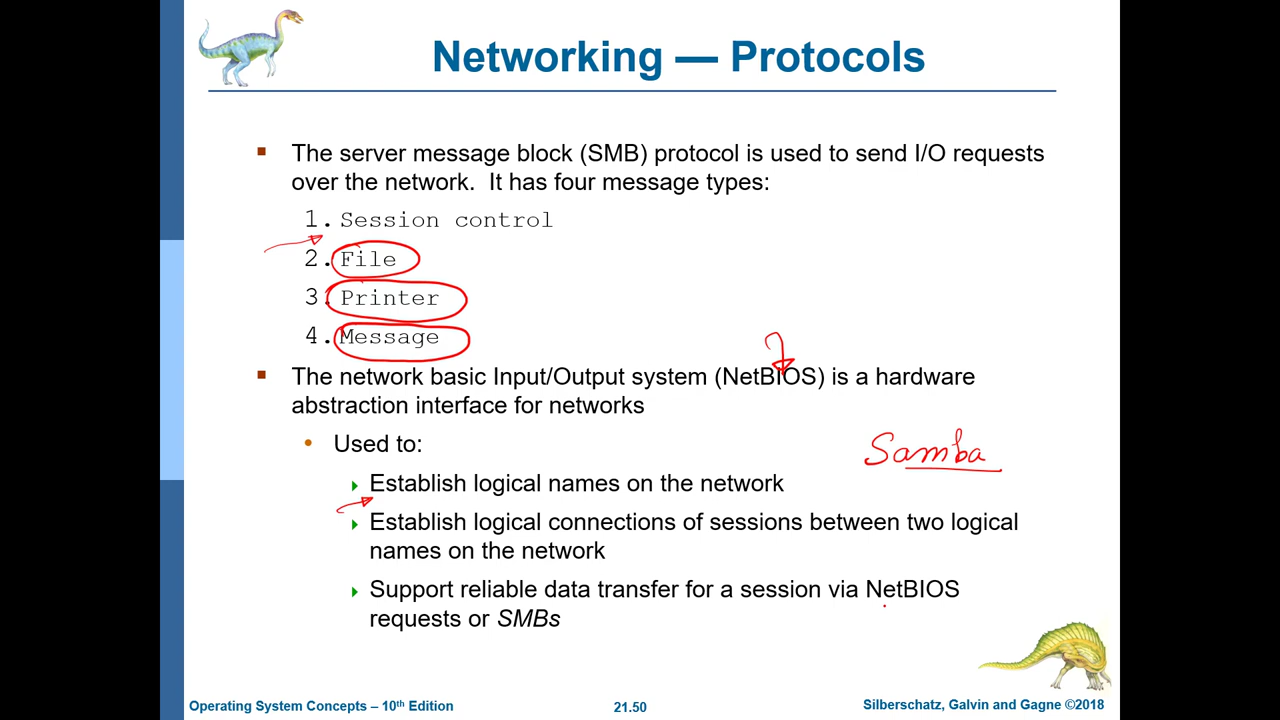 Networking — Protocols
▪ The server message block (SMB) protocol is used to send I/O requests
over the network. It has four message types:
1. Session control
2. File
3. Printer
4. Message
▪ The network basic Input/Output system (NetBIOS) is a hardware
abstraction interface for networks
• Used to:
Samba
Establish logical names on the network
Establish logical connections of sessions between two logical
names on the network
Support reliable data transfer for a session via NetBIOS
requests or SMBs
Operating System Concepts – 10th Edition
21.50
Silberschatz, Galvin and Gagne ©2018